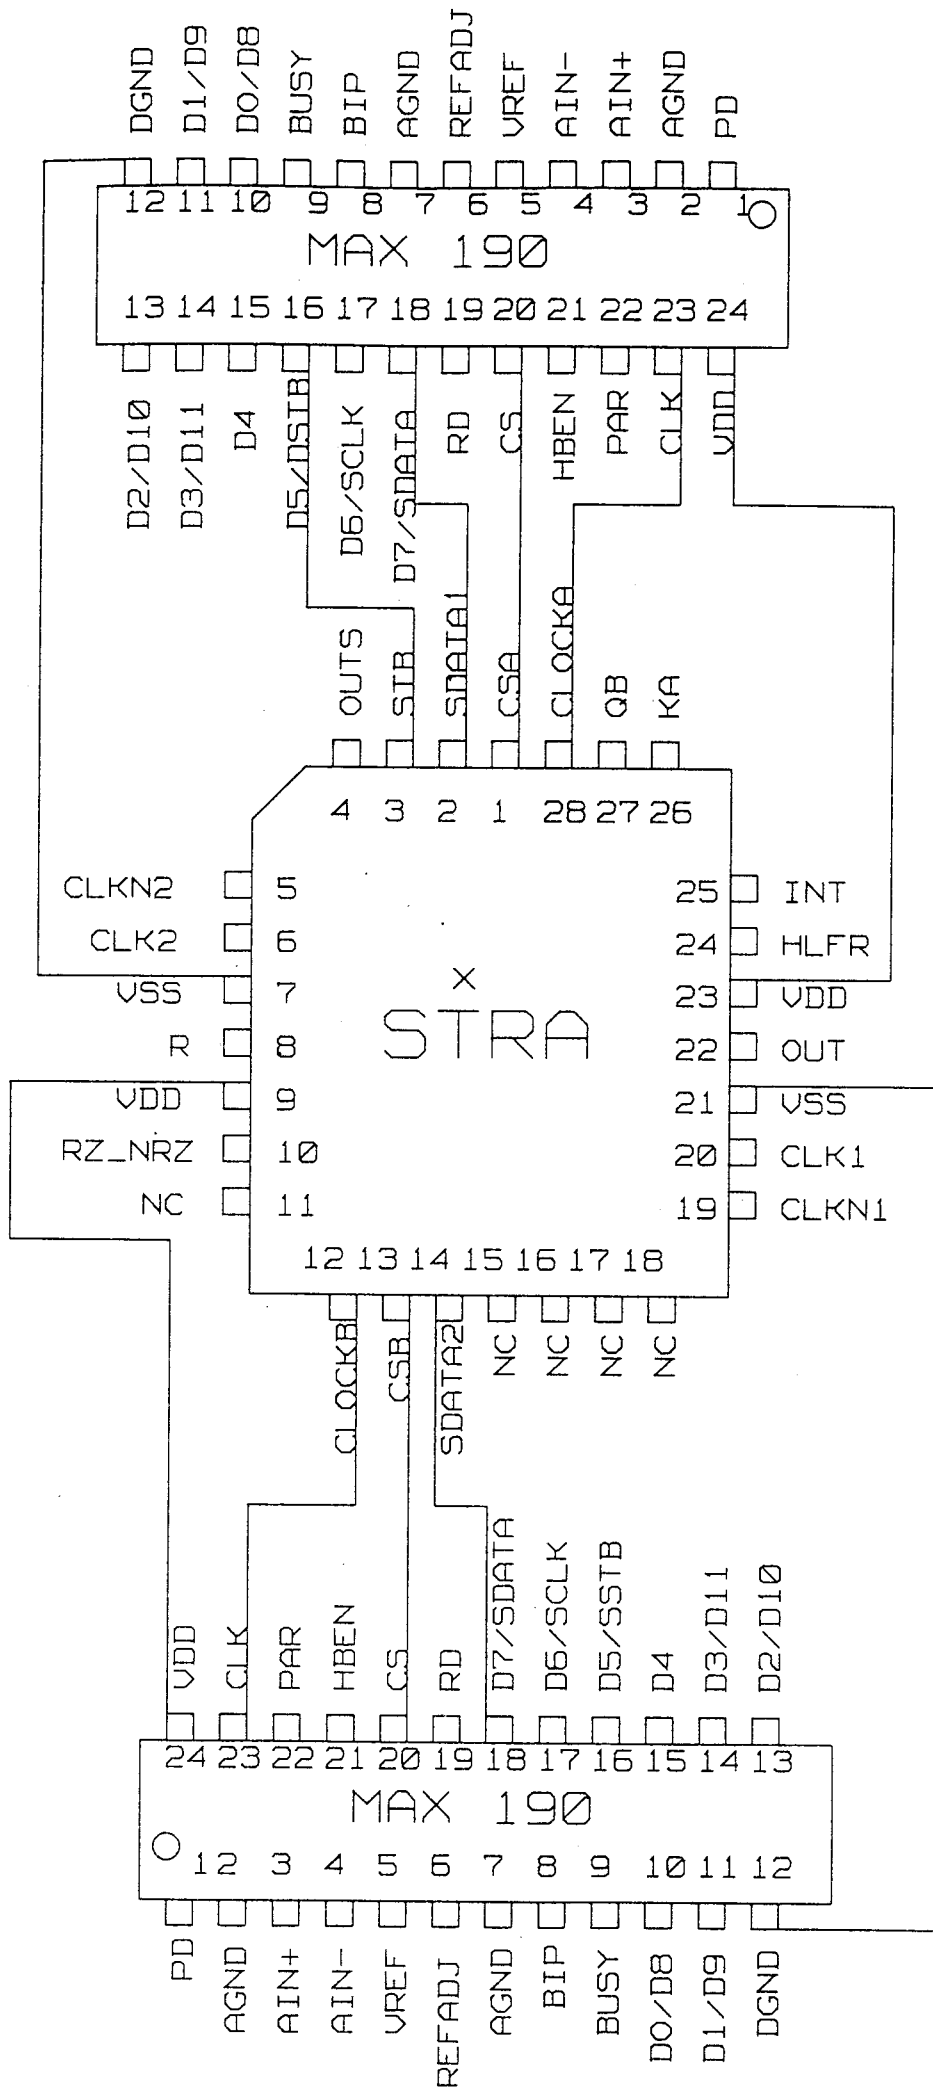 DGND D1/D9 D0/D8 BUSY BIP AGND REFADJ VREF AIN- AIN+ AGND PD
12 11 10 9 8 7 6 5 4 3 2 1
MAX 190
13 14 15 16 17 18 19 20 21 22 23 24
D2/D10 D3/D11 D4 D5/DSTB D6/SCLK D7/SDATA RD CS HBEN PAR CLK VDD
OUTS STB SDATA1 CSA CLOCKA QB KA
4 3 2 1 28 27 26
CLKN2 5 25 INT
CLK2 6 24 HLFR
VSS 7 23 VDD
X
STRA
R 8 22 OUT
VDD 9 21 VSS
RZ_NRZ 10 20 CLK1
NC 11 19 CLKN1
12 13 14 15 16 17 18
CLOCKB CSB SDATA2 NC NC NC NC
VDD CLK PAR HBEN CS RD D7/SDATA D6/SCLK D5/SSTB D4 D3/D11 D2/D10
24 23 22 21 20 19 18 17 16 15 14 13
MAX 190
12 3 4 5 6 7 8 9 10 11 12
PD AGND AIN+ AIN- VREF REFADJ AGND BIP BUSY D0/D8 D1/D9 DGND